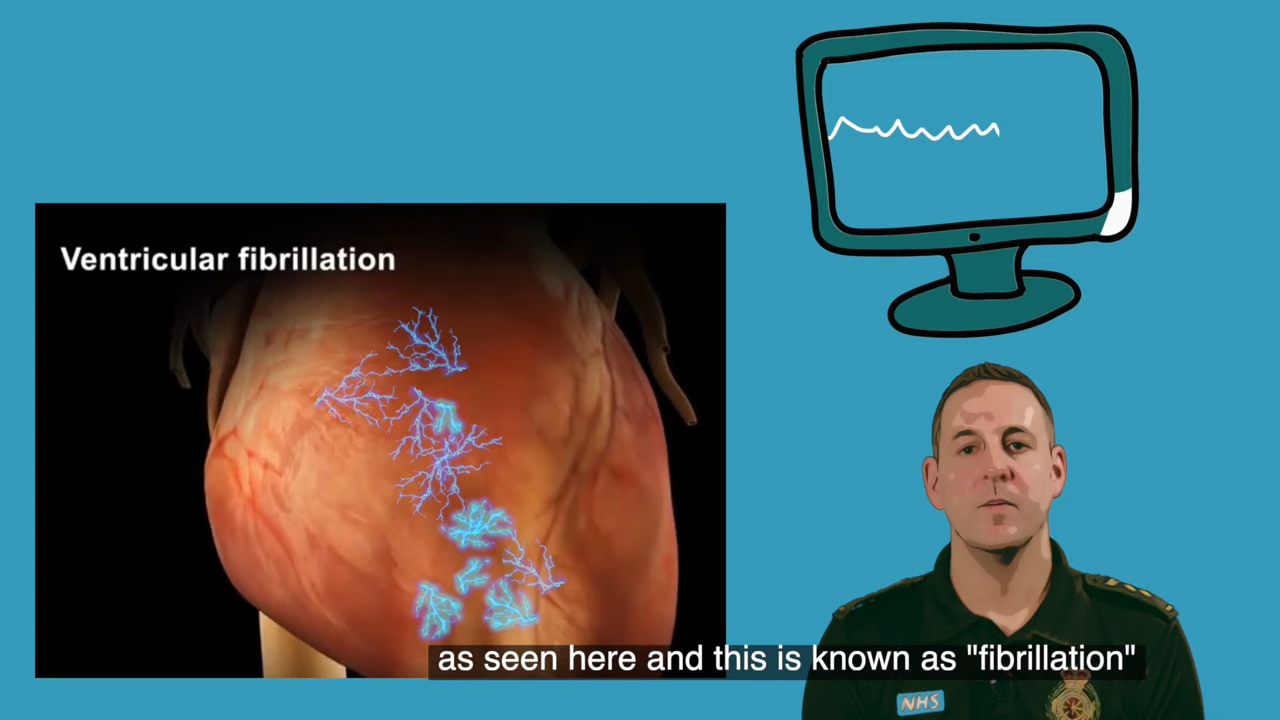 Ventricular fibrillation
as seen here and this is known as "fibrillation"
NHS